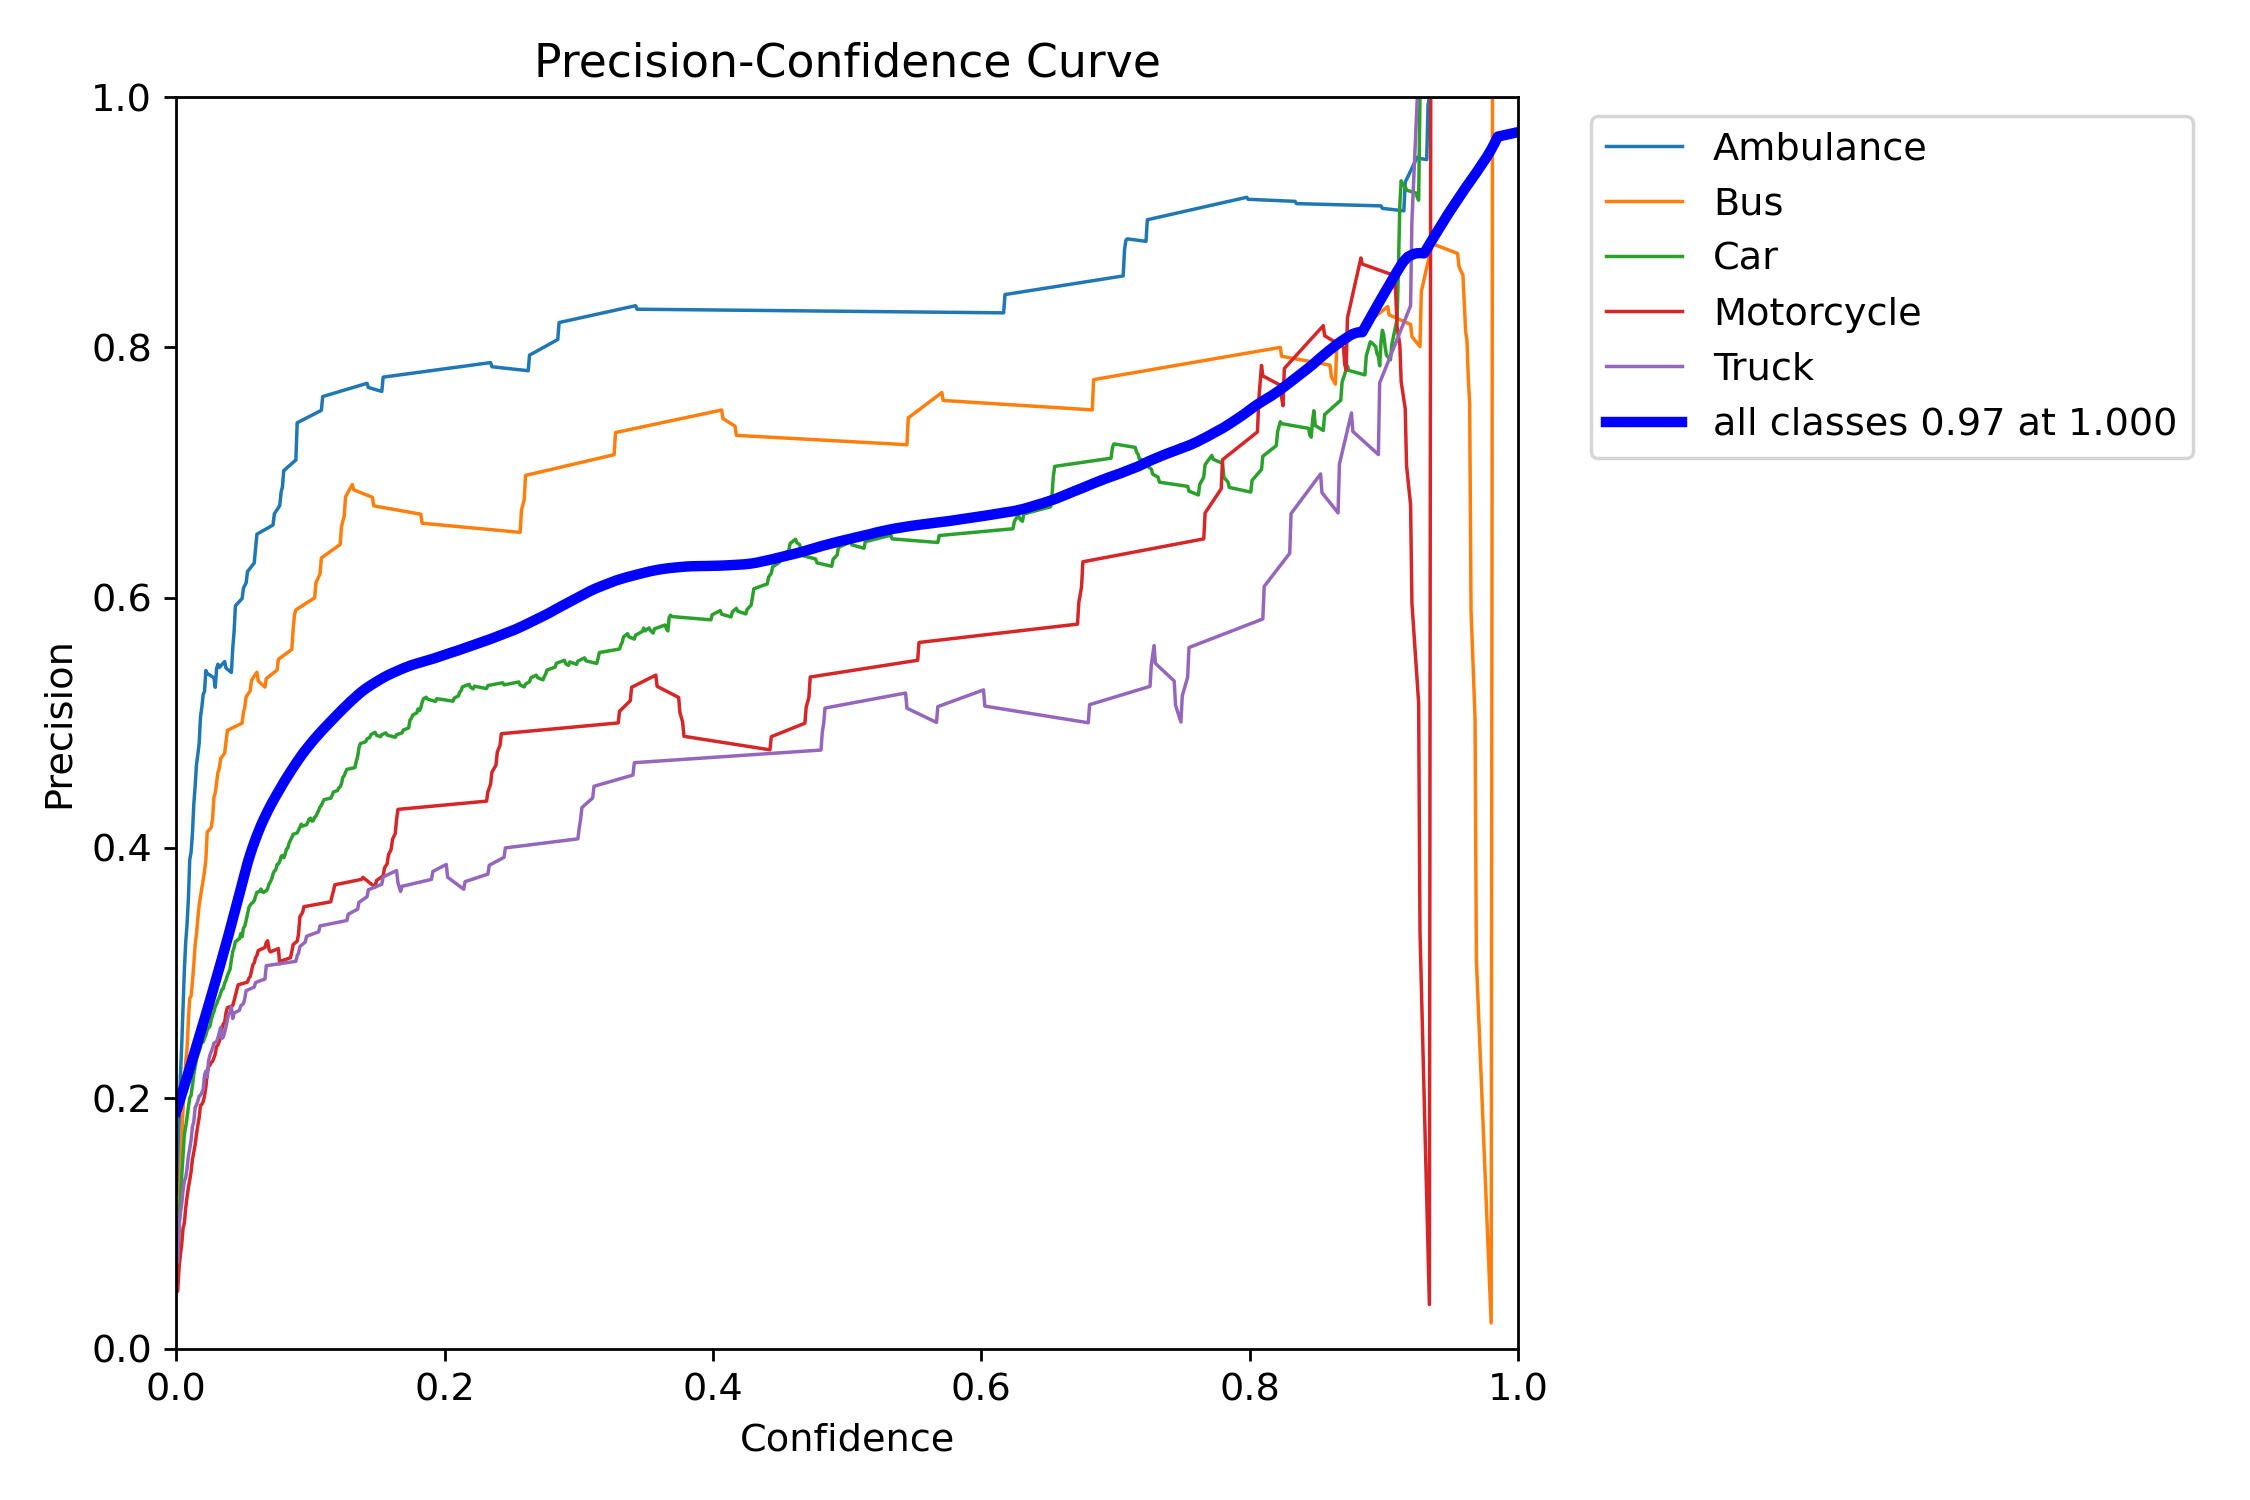 Precision-Confidence Curve
1.0
0.8
0.6
0.4
0.2
0.0
Precision
0.0 0.2 0.4 0.6 0.8 1.0
Confidence
Ambulance
Bus
Car
Motorcycle
Truck
all classes 0.97 at 1.000